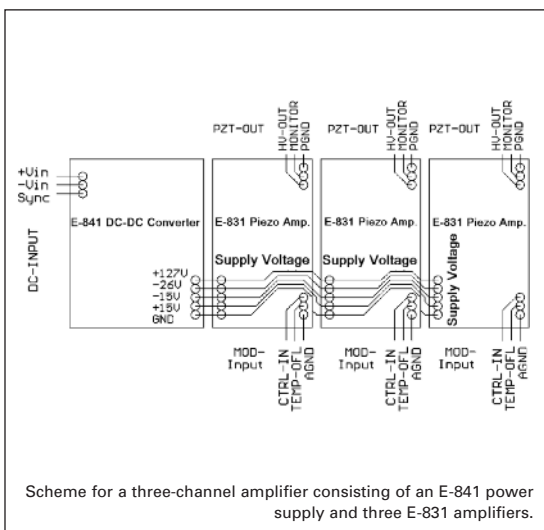 PZT-OUT
HV-OUT
MONITOR
PGND
PZT-OUT
HV-OUT
MONITOR
PGND
PZT-OUT
HV-OUT
MONITOR
PGND
+Vin
-Vin
Sync
DC-INPUT
E-841 DC-DC Converter
E-831 Piezo Amp.
E-831 Piezo Amp.
E-831 Piezo Amp.
Supply Voltage
Supply Voltage
Supply Voltage
+127V
-26V
-15V
+15V
GND
MOD-
Input
CTRL-IN
TEMP-OFL
AGND
MOD-
Input
CTRL-IN
TEMP-OFL
AGND
MOD-
Input
CTRL-IN
TEMP-OFL
AGND
Scheme for a three-channel amplifier consisting of an E-841 power
supply and three E-831 amplifiers.